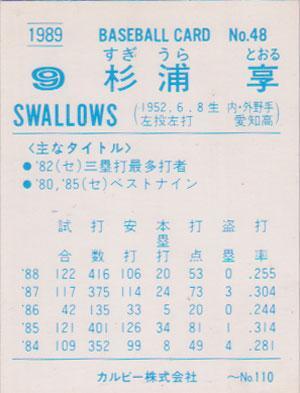 1989 BASEBALL CARD No.48
すぎ うら とおる
⑨ 杉浦 享
SWALLOWS (1952.6.8生 内・外野手
左投左打 愛知高)
〈主なタイトル〉
●'82(セ)三塁打最多打者
●'80,'85(セ)ベストナイン
試合 打数 安打 本塁打 打点 盗塁 打率
'88 122 416 106 20 53 0 .255
'87 117 375 114 24 73 3 .304
'86 42 135 33 5 20 0 .244
'85 121 401 126 34 81 1 .314
'84 109 352 99 8 49 4 .281
カルビー株式会社 〜No.110